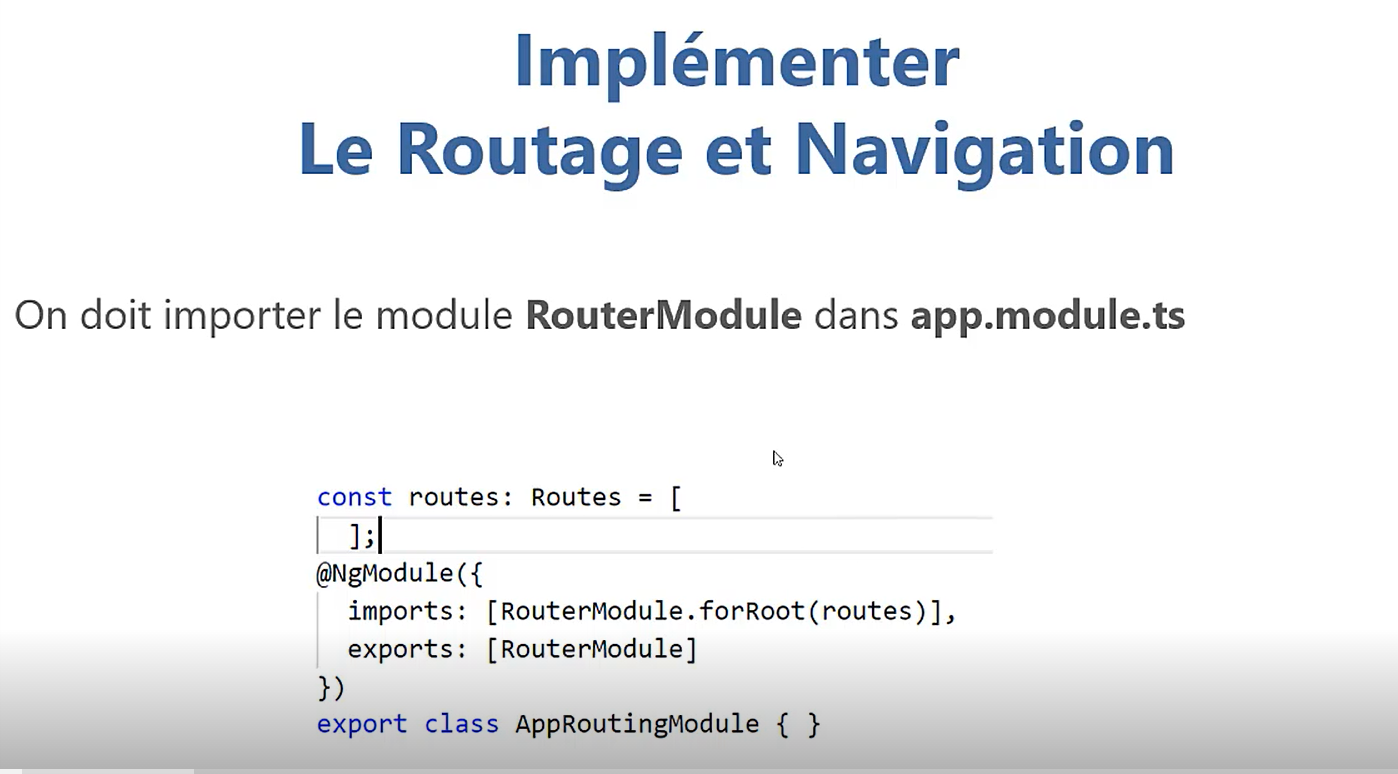 Implémenter
Le Routage et Navigation
On doit importer le module RouterModule dans app.module.ts
const routes: Routes = [
];
@NgModule({
imports: [RouterModule.forRoot(routes)],
exports: [RouterModule]
})
export class AppRoutingModule { }